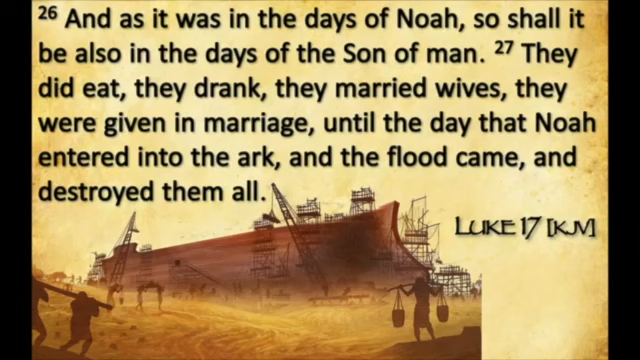 26 And as it was in the days of Noah, so shall it
be also in the days of the Son of man. 27 They
did eat, they drank, they married wives, they
were given in marriage, until the day that Noah
entered into the ark, and the flood came, and
destroyed them all.
LUKE 17 [KJV]